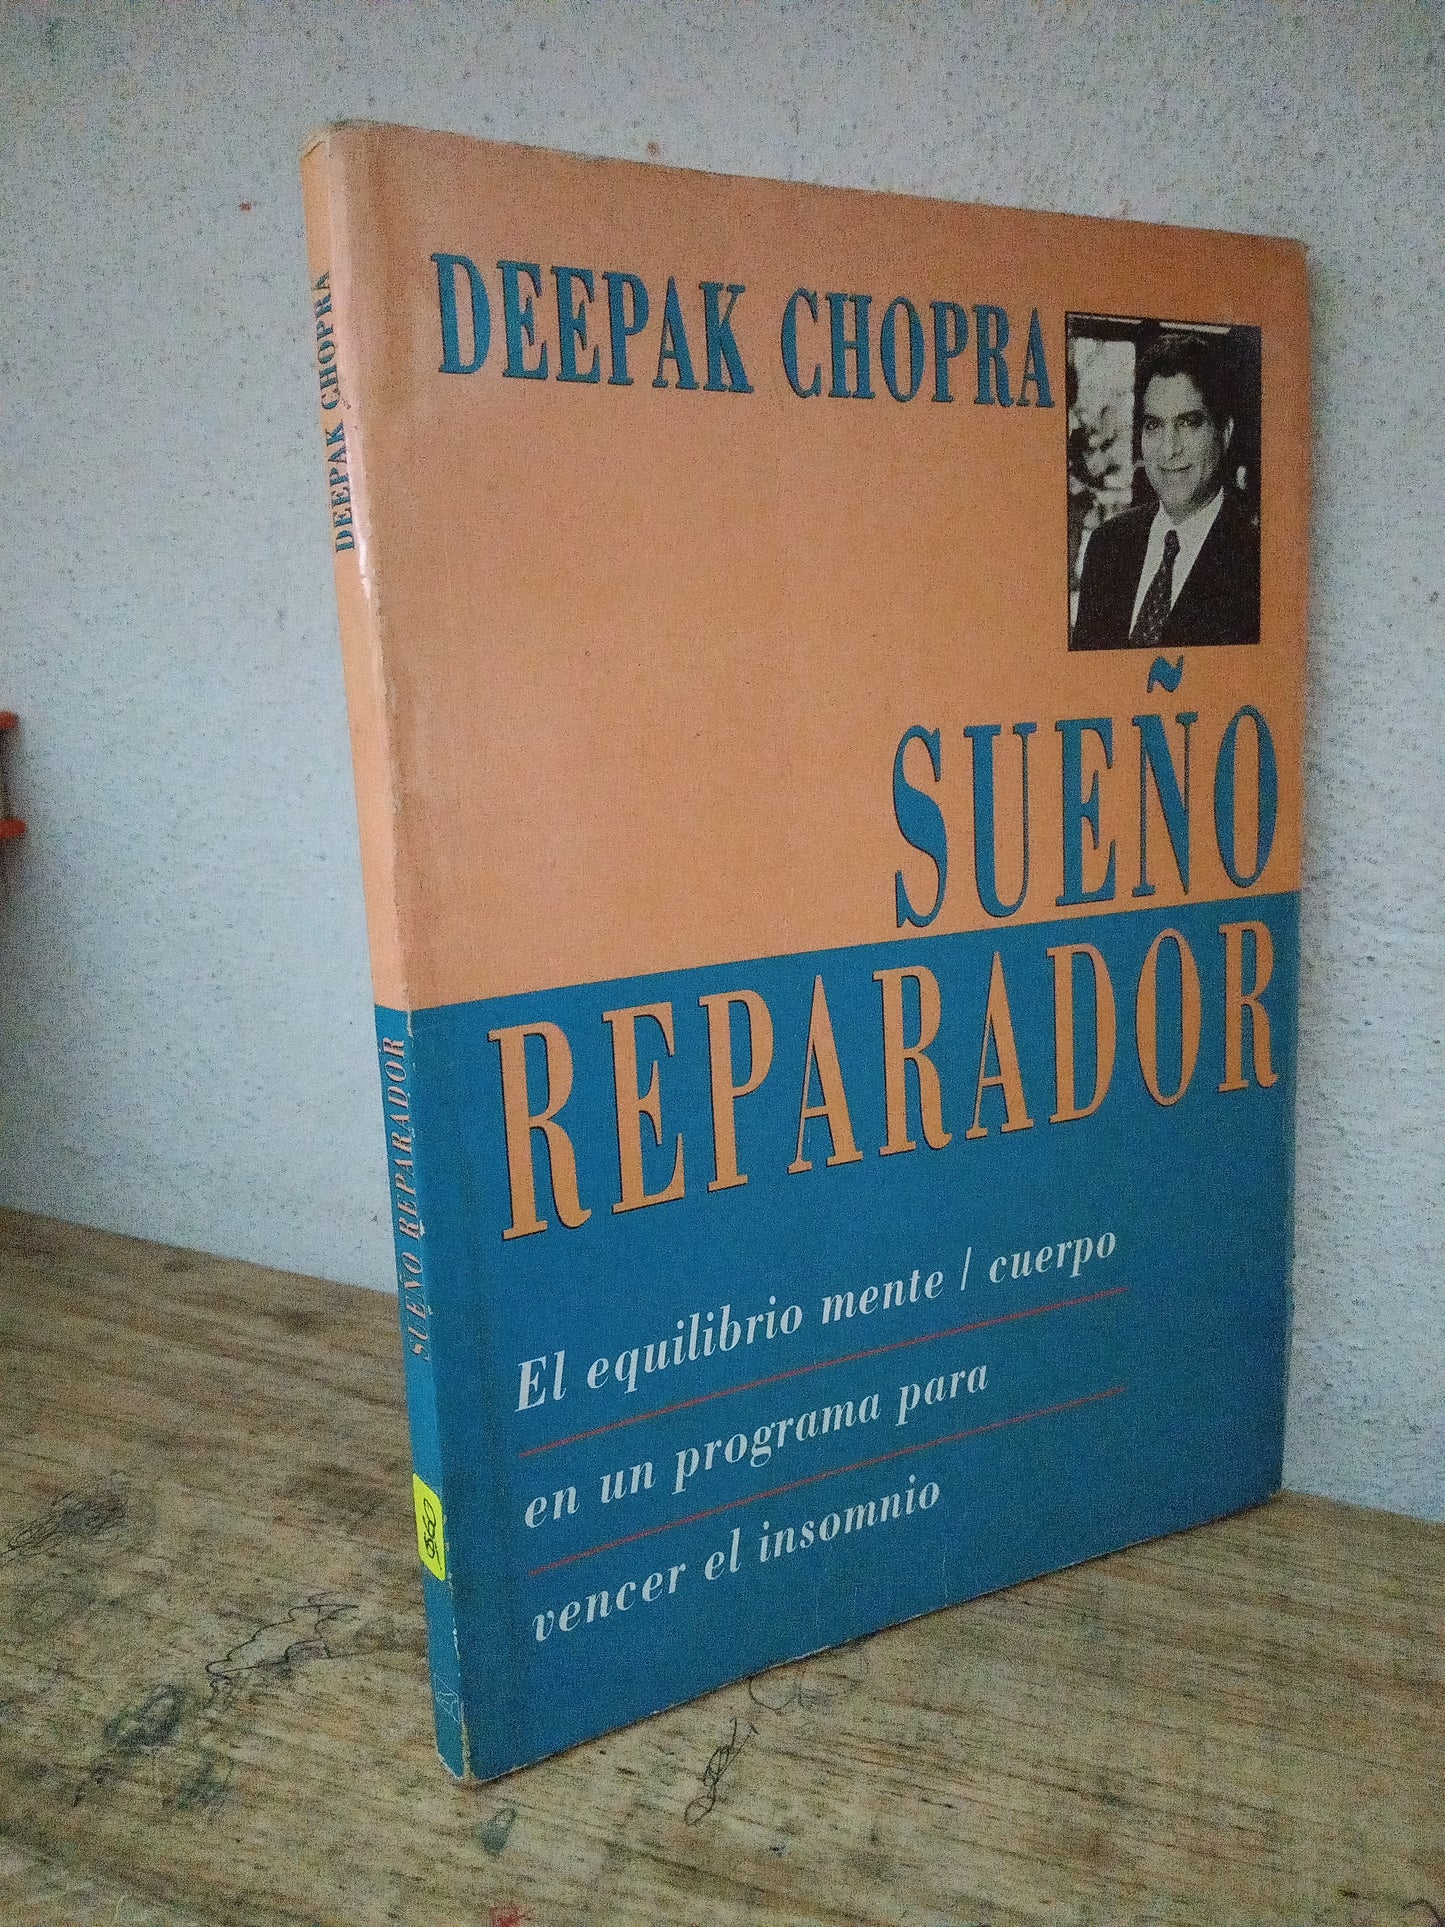 DEEPAK CHOPRA
SUEÑO
REPARADOR
El equilibrio mente / cuerpo
en un programa para
vencer el insomnio
DEEPAK CHOPRA
SUEÑO REPARADOR